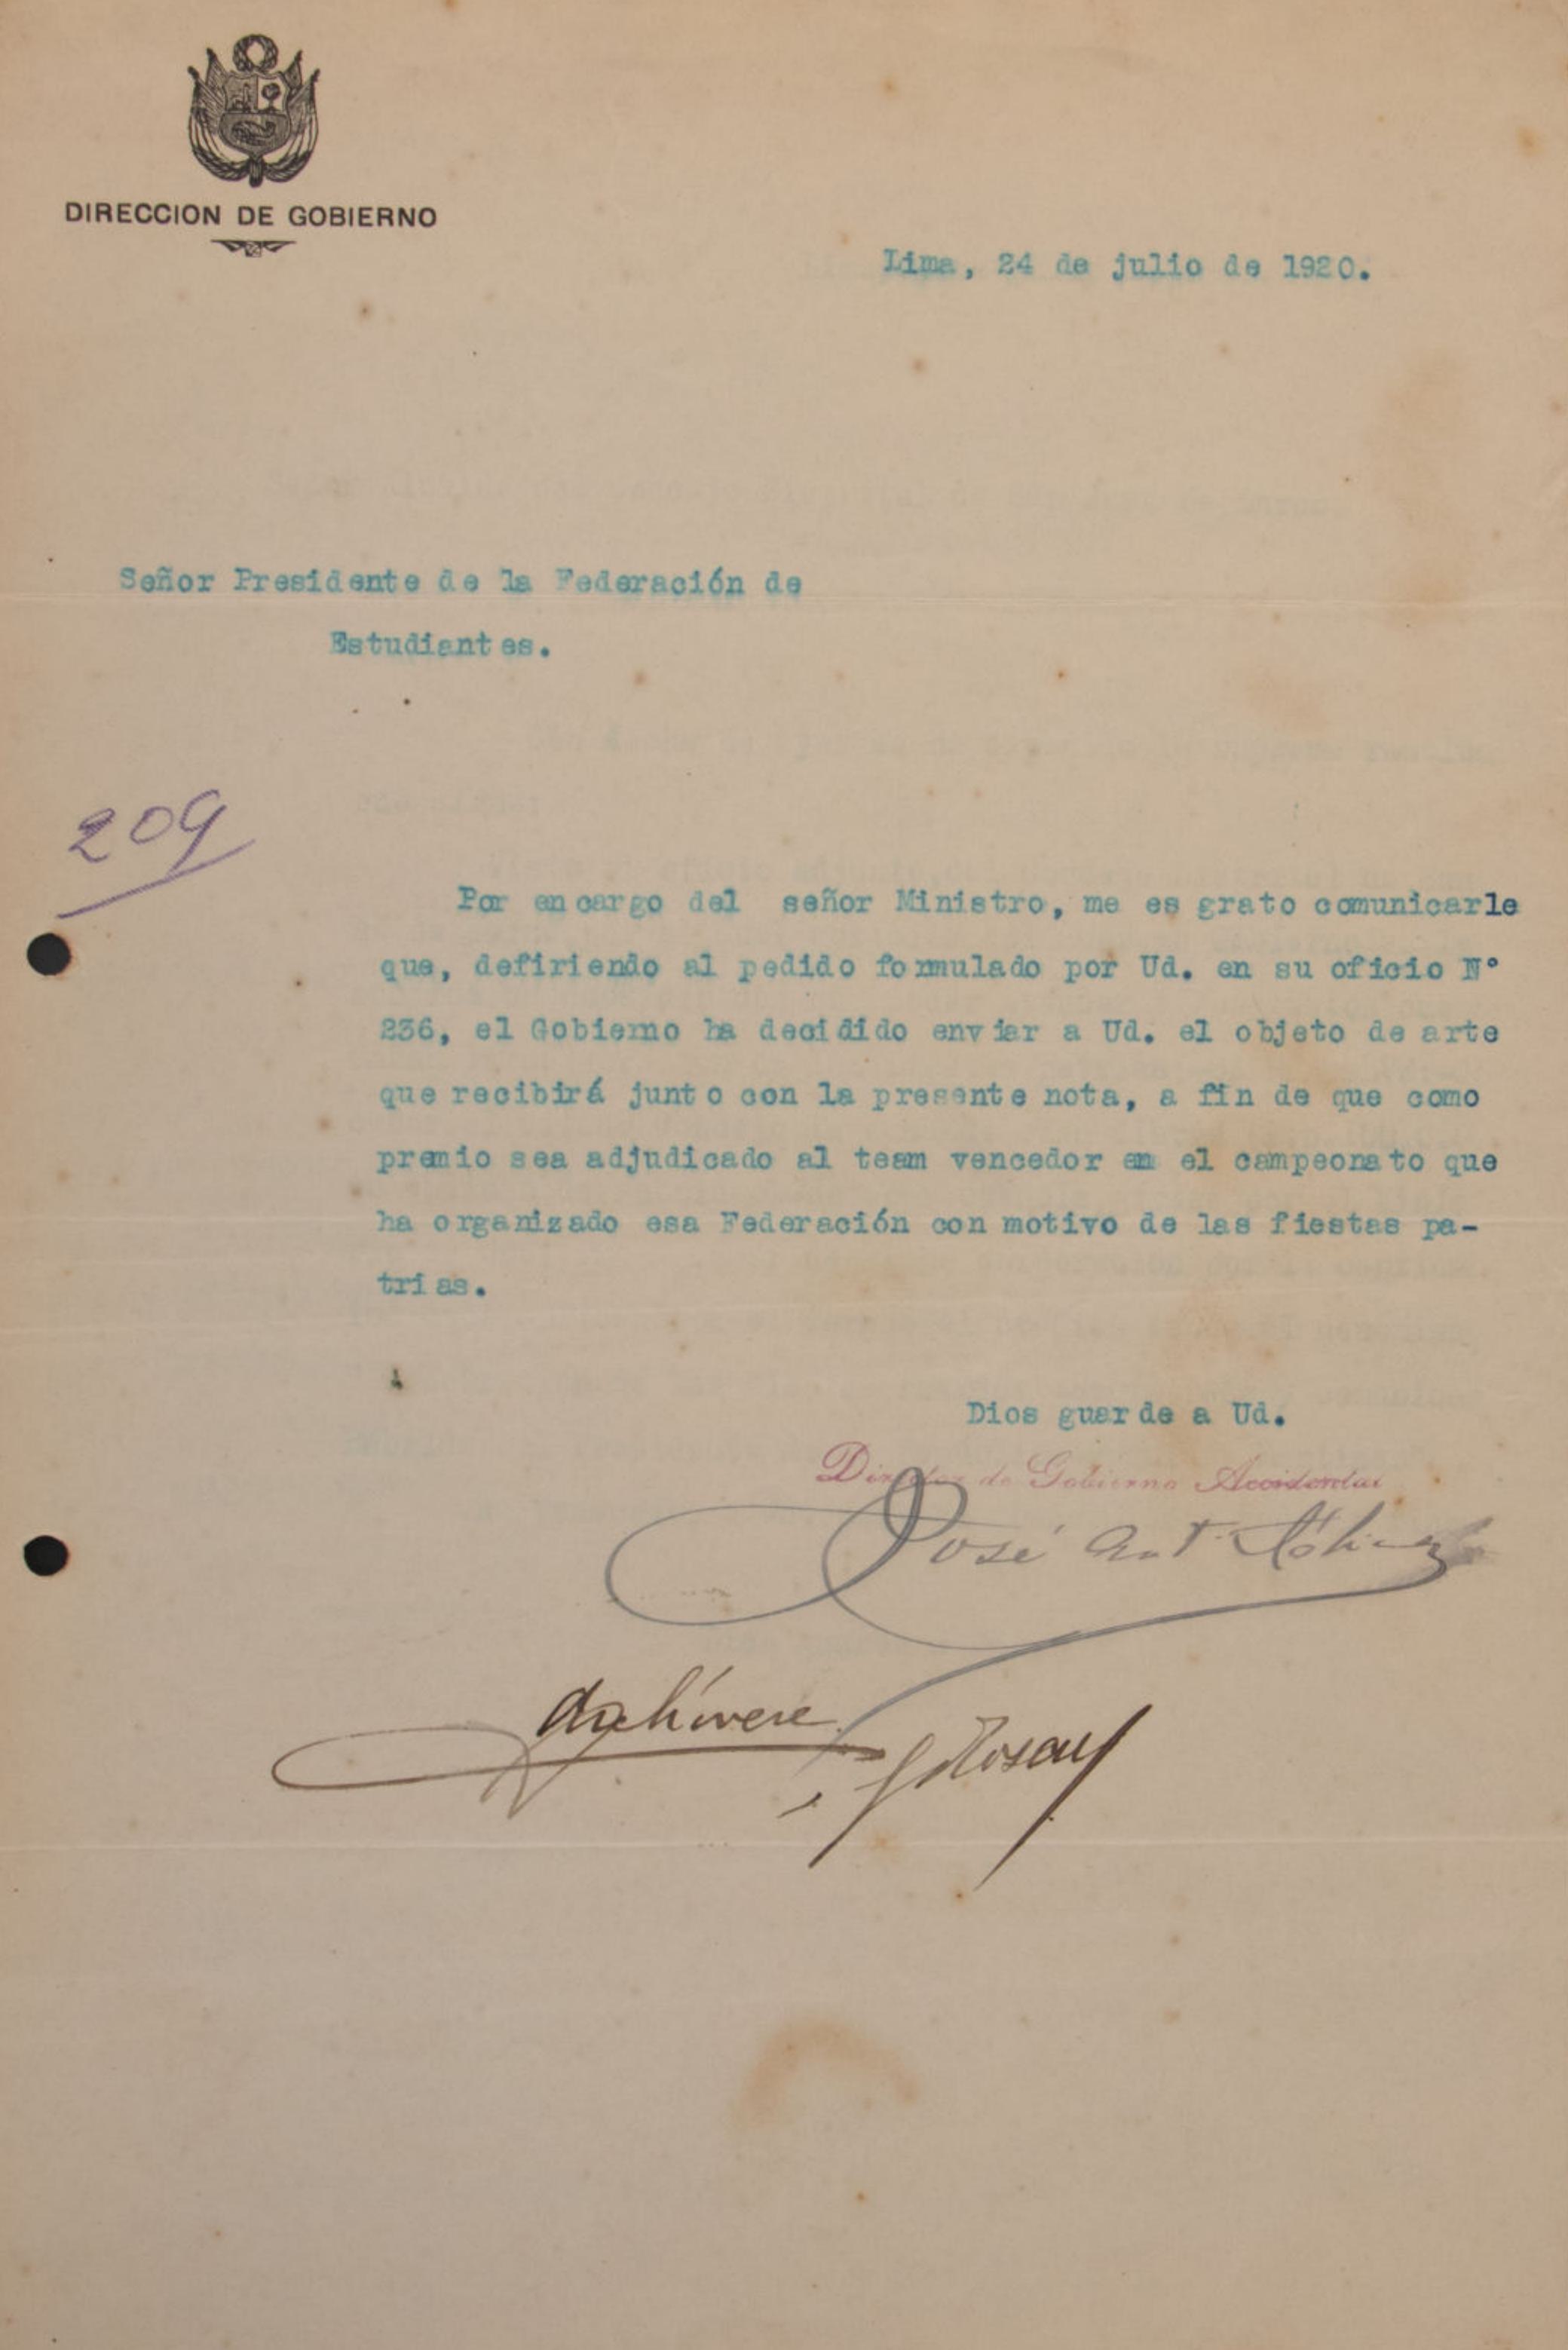 DIRECCION DE GOBIERNO
Lima, 24 de julio de 1920.
Señor Presidente de la Federación de
Estudiantes.
209
Por encargo del señor Ministro, me es grato comunicarle
que, defiriendo al pedido formulado por Ud. en su oficio N°
236, el Gobierno ha decidido enviar a Ud. el objeto de arte
que recibirá junto con la presente nota, a fin de que como
premio sea adjudicado al team vencedor en el campeonato que
ha organizado esa Federación con motivo de las fiestas pa-
trias.
Dios guarde a Ud.
Director de Gobierno Accidental
José Ant
Archívese